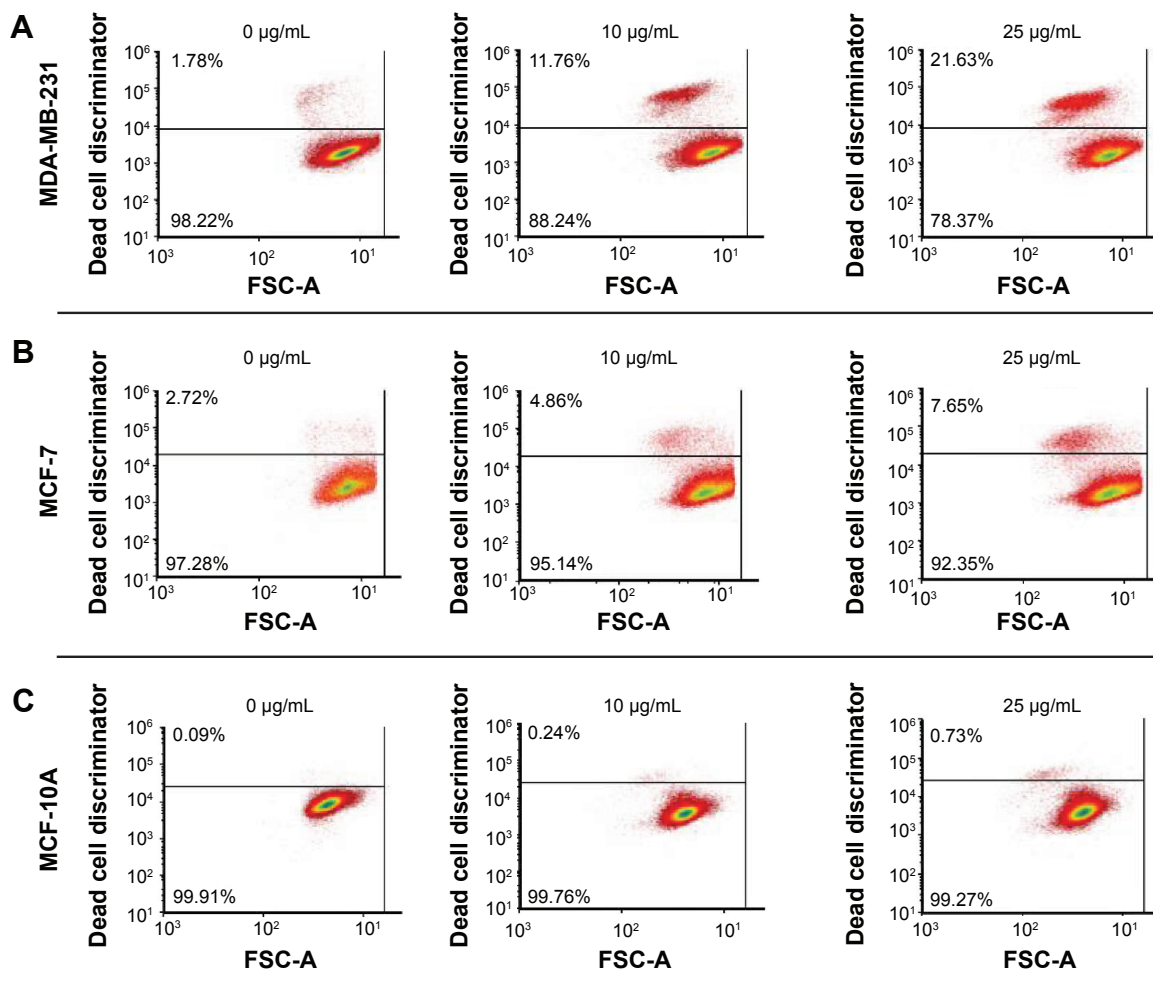 A
MDA-MB-231
0 µg/mL
Dead cell discriminator
10⁶
10⁵
10⁴
10³
10²
10¹
1.78%
98.22%
10³ 10² 10¹
FSC-A
10 µg/mL
Dead cell discriminator
10⁶
10⁵
10⁴
10³
10²
10¹
11.76%
88.24%
10³ 10² 10¹
FSC-A
25 µg/mL
Dead cell discriminator
10⁶
10⁵
10⁴
10³
10²
10¹
21.63%
78.37%
10³ 10² 10¹
FSC-A
B
MCF-7
0 µg/mL
Dead cell discriminator
10⁶
10⁵
10⁴
10³
10²
10¹
2.72%
97.28%
10³ 10² 10¹
FSC-A
10 µg/mL
Dead cell discriminator
10⁶
10⁵
10⁴
10³
10²
10¹
4.86%
95.14%
10³ 10² 10¹
FSC-A
25 µg/mL
Dead cell discriminator
10⁶
10⁵
10⁴
10³
10²
10¹
7.65%
92.35%
10³ 10² 10¹
FSC-A
C
MCF-10A
0 µg/mL
Dead cell discriminator
10⁶
10⁵
10⁴
10³
10²
10¹
0.09%
99.91%
10³ 10² 10¹
FSC-A
10 µg/mL
Dead cell discriminator
10⁶
10⁵
10⁴
10³
10²
10¹
0.24%
99.76%
10³ 10² 10¹
FSC-A
25 µg/mL
Dead cell discriminator
10⁶
10⁵
10⁴
10³
10²
10¹
0.73%
99.27%
10³ 10² 10¹
FSC-A